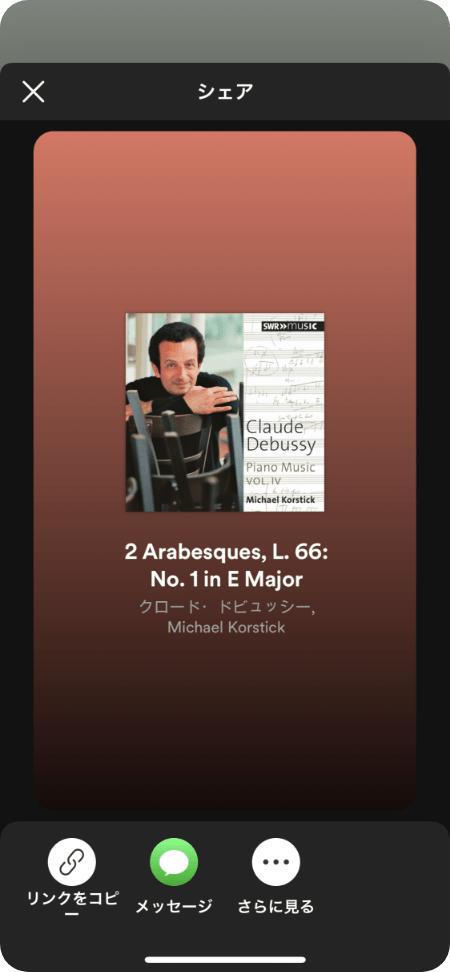 シェア
SWR»music
Claude
Debussy
Piano Music
VOL. IV
Michael Korstick
2 Arabesques, L. 66:
No. 1 in E Major
クロード・ドビュッシー,
Michael Korstick
リンクをコピ
ー
メッセージ
さらに見る